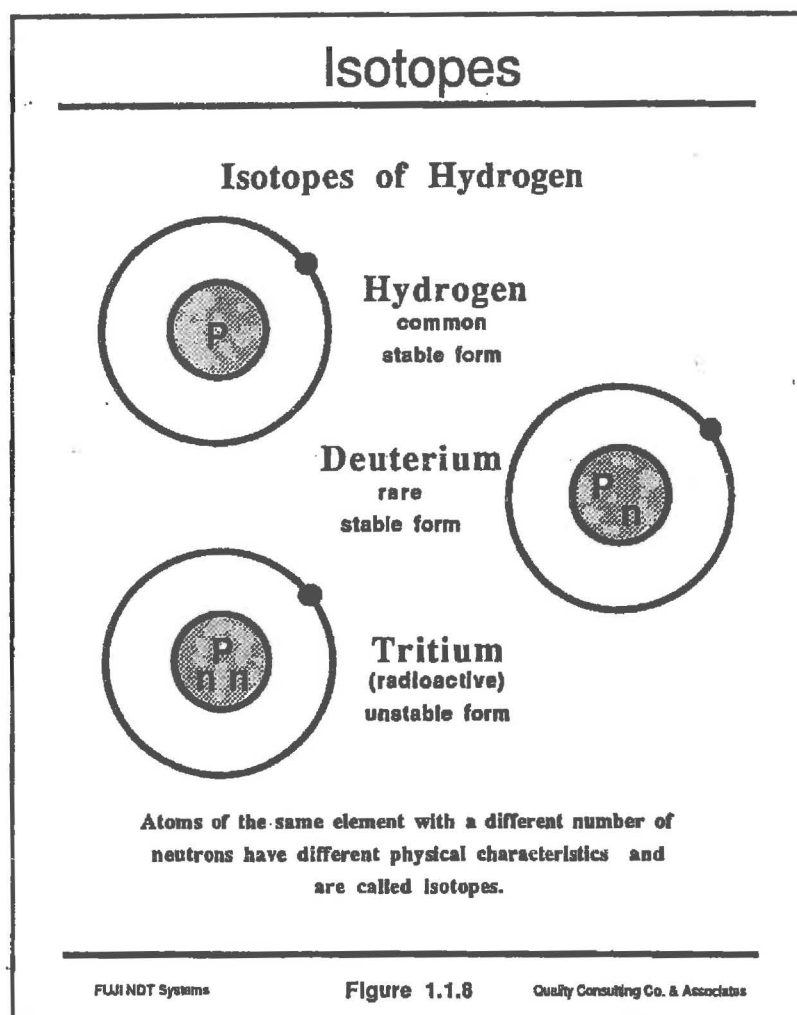 Isotopes
Isotopes of Hydrogen
P
Hydrogen
common
stable form
Deuterium
rare
stable form
P
n
P
n n
Tritium
(radioactive)
unstable form
Atoms of the same element with a different number of
neutrons have different physical characteristics and
are called isotopes.
FUJI NDT Systems Figure 1.1.8 Quality Consulting Co. & Associates